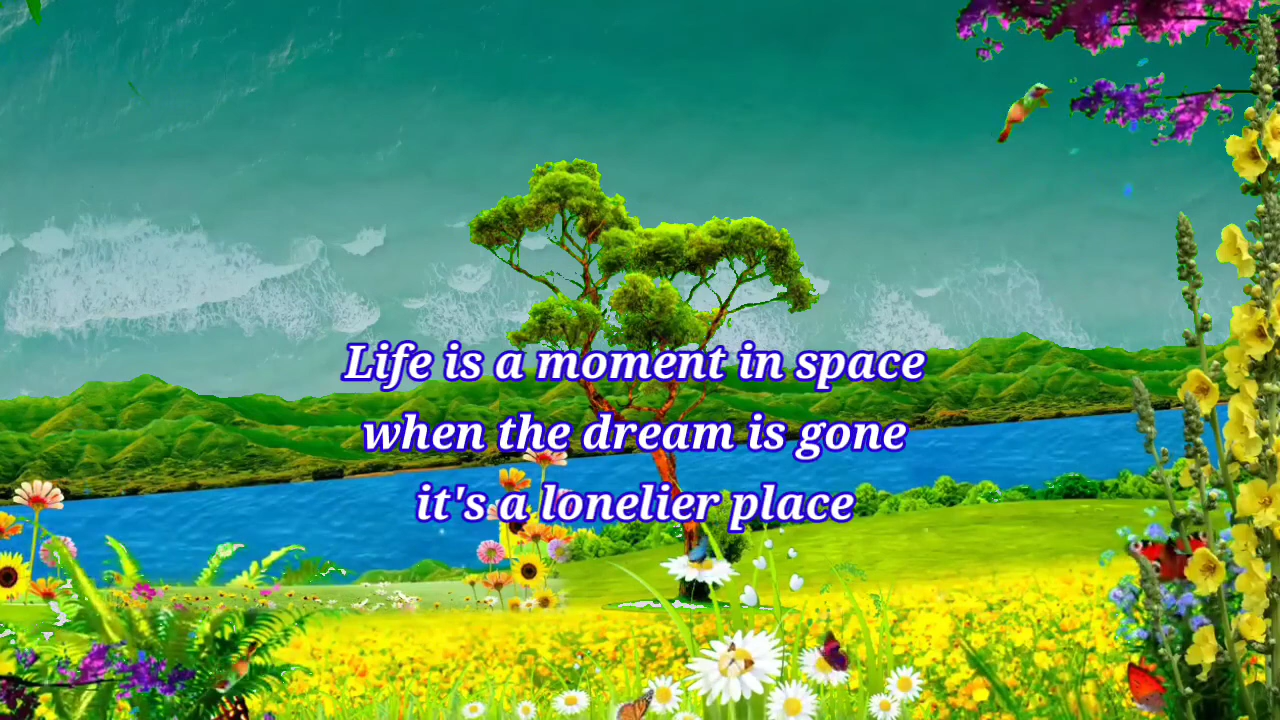 Life is a moment in space
when the dream is gone
it's a lonelier place